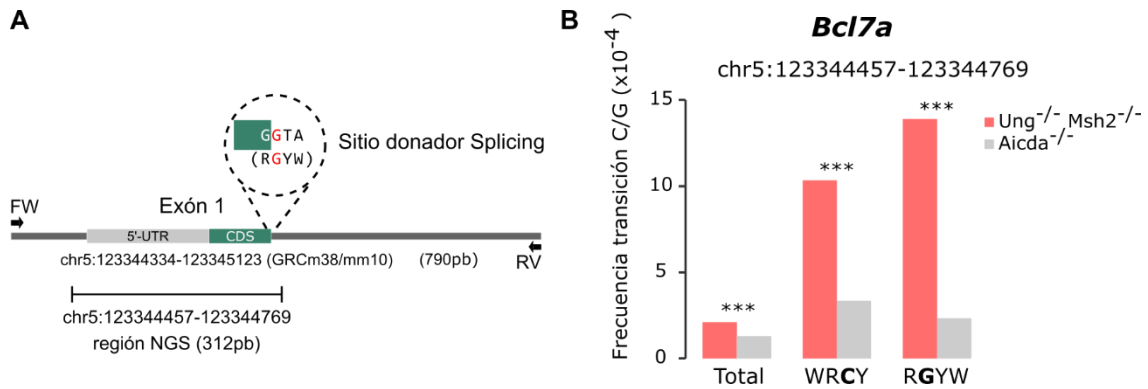 A
GGTA
(RGYW)
Sitio donador Splicing
FW
Exón 1
5'-UTR
CDS
chr5:123344334-123345123 (GRCm38/mm10) (790pb)
RV
chr5:123344457-123344769
región NGS (312pb)
B
Bcl7a
chr5:123344457-123344769
Frecuencia transición C/G (x10⁻⁴)
15
10
5
0
***
***
***
Total
WRCY
RGYW
Ung⁻/⁻Msh2⁻/⁻
Aicda⁻/⁻